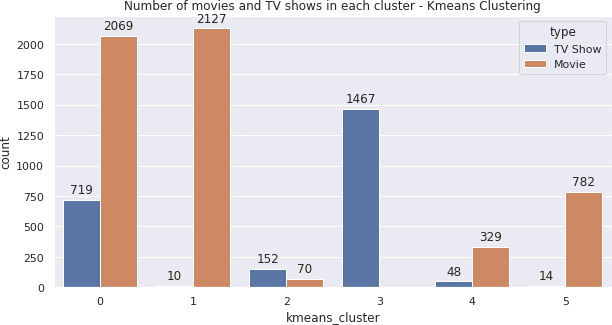 Number of movies and TV shows in each cluster - Kmeans Clustering
type
TV Show
Movie
count
2000
1750
1500
1250
1000
750
500
250
0
719
2069
10
2127
152
70
1467
48
329
14
782
0 1 2 3 4 5
kmeans_cluster